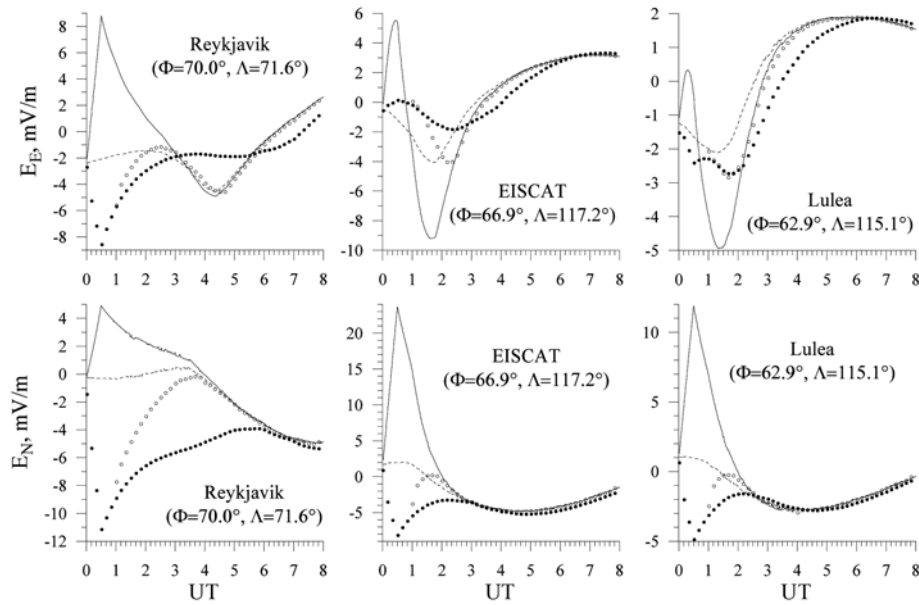 E_E, mV/m
8
6
4
2
0
-2
-4
-6
-8
Reykjavik
(Φ=70.0°, Λ=71.6°)
0 1 2 3 4 5 6 7 8
6
4
2
0
-2
-4
-6
-8
-10
EISCAT
(Φ=66.9°, Λ=117.2°)
0 1 2 3 4 5 6 7 8
2
1
0
-1
-2
-3
-4
-5
Lulea
(Φ=62.9°, Λ=115.1°)
0 1 2 3 4 5 6 7 8
E_N, mV/m
4
2
0
-2
-4
-6
-8
-10
-12
Reykjavik
(Φ=70.0°, Λ=71.6°)
0 1 2 3 4 5 6 7 8
UT
20
15
10
5
0
-5
EISCAT
(Φ=66.9°, Λ=117.2°)
0 1 2 3 4 5 6 7 8
UT
10
5
0
-5
Lulea
(Φ=62.9°, Λ=115.1°)
0 1 2 3 4 5 6 7 8
UT